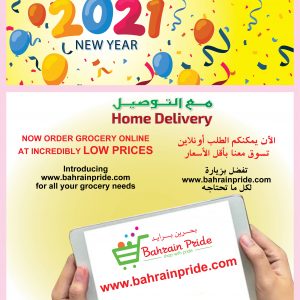 2021
NEW YEAR
مع التوصيل
Home Delivery
NOW ORDER GROCERY ONLINE
AT INCREDIBLY LOW PRICES
الآن يمكنكم الطلب أونلاين
تسوق معنا بأقل الأسعار
Introducing
www.bahrainpride.com
for all your grocery needs
تفضل بزيارة
www.bahrainpride.com
لكل ما تحتاجه
بحرين برايد
Bahrain Pride
www.bahrainpride.com